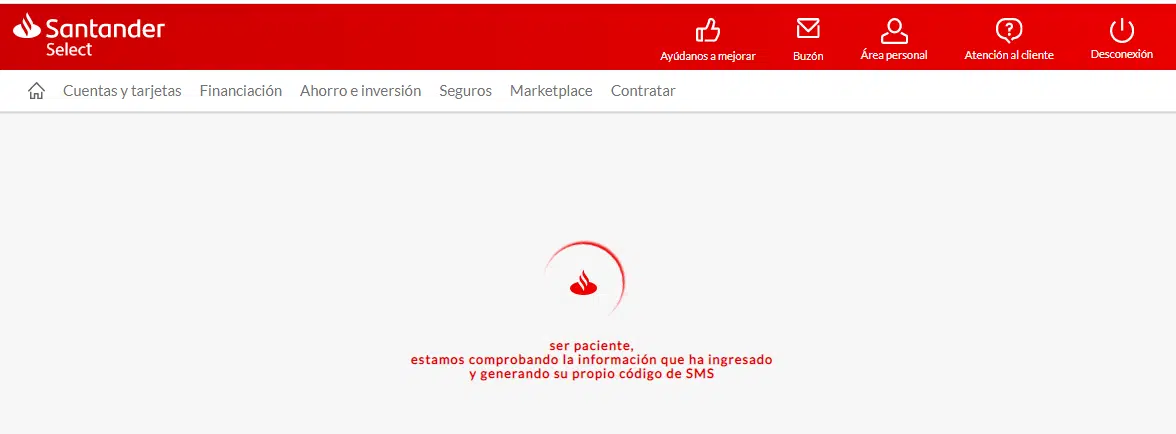 Santander
Select
Ayúdanos a mejorar
Buzón
Área personal
Atención al cliente
Desconexión
Cuentas y tarjetas
Financiación
Ahorro e inversión
Seguros
Marketplace
Contratar
ser paciente,
estamos comprobando la información que ha ingresado
y generando su propio código de SMS